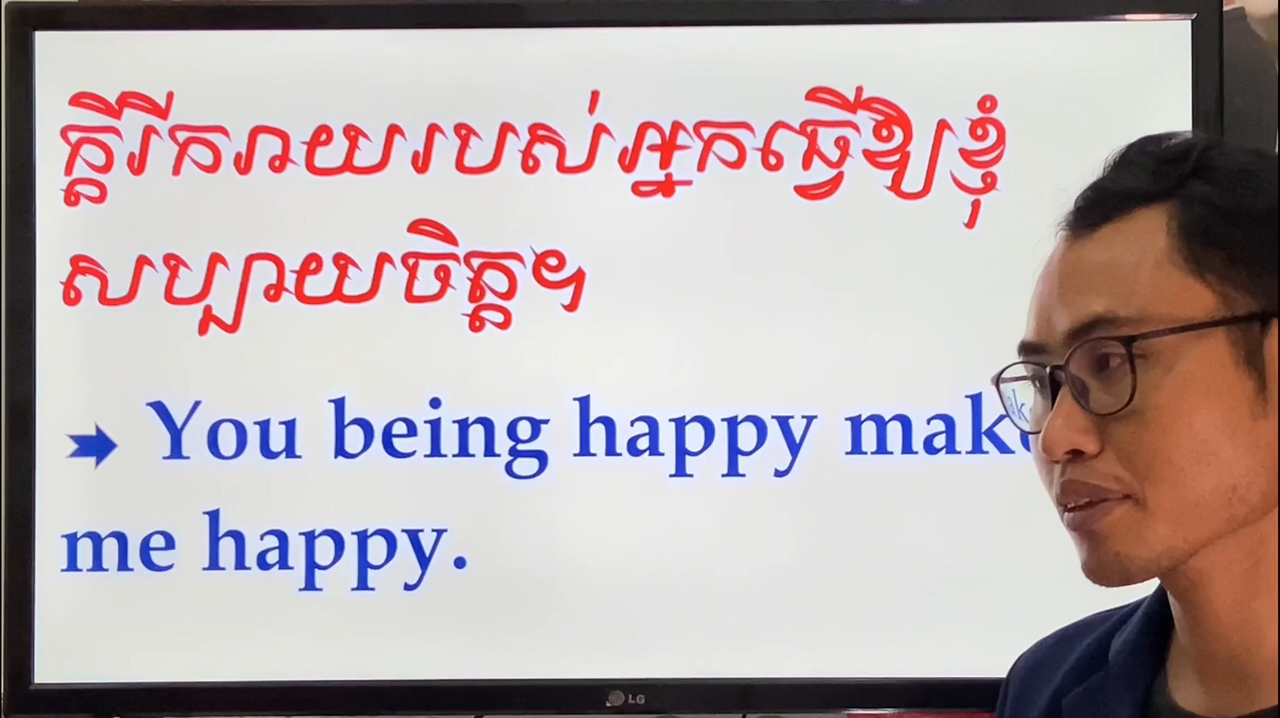 ក្ដីរីករាយរបស់អ្នកធ្វើឱ្យខ្ញុំ
សប្បាយចិត្តៗ
You being happy make
me happy.
LG